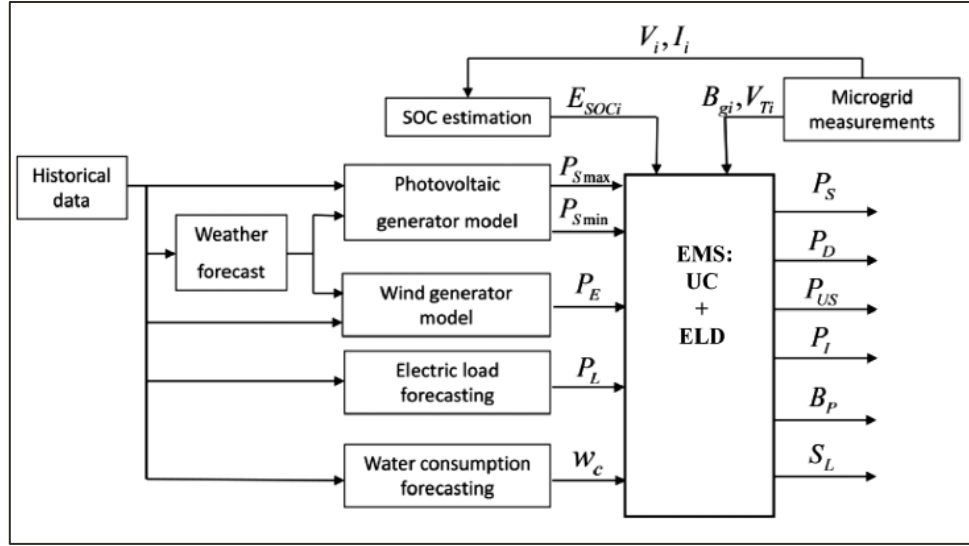 V_i, I_i
SOC estimation
E_SOCi
B_gi, V_Ti
Microgrid
measurements
Historical
data
Photovoltaic
generator model
P_Smax
P_Smin
Weather
forecast
Wind generator
model
P_E
Electric load
forecasting
P_L
Water consumption
forecasting
w_c
EMS:
UC
+
ELD
P_S
P_D
P_US
P_I
B_P
S_L